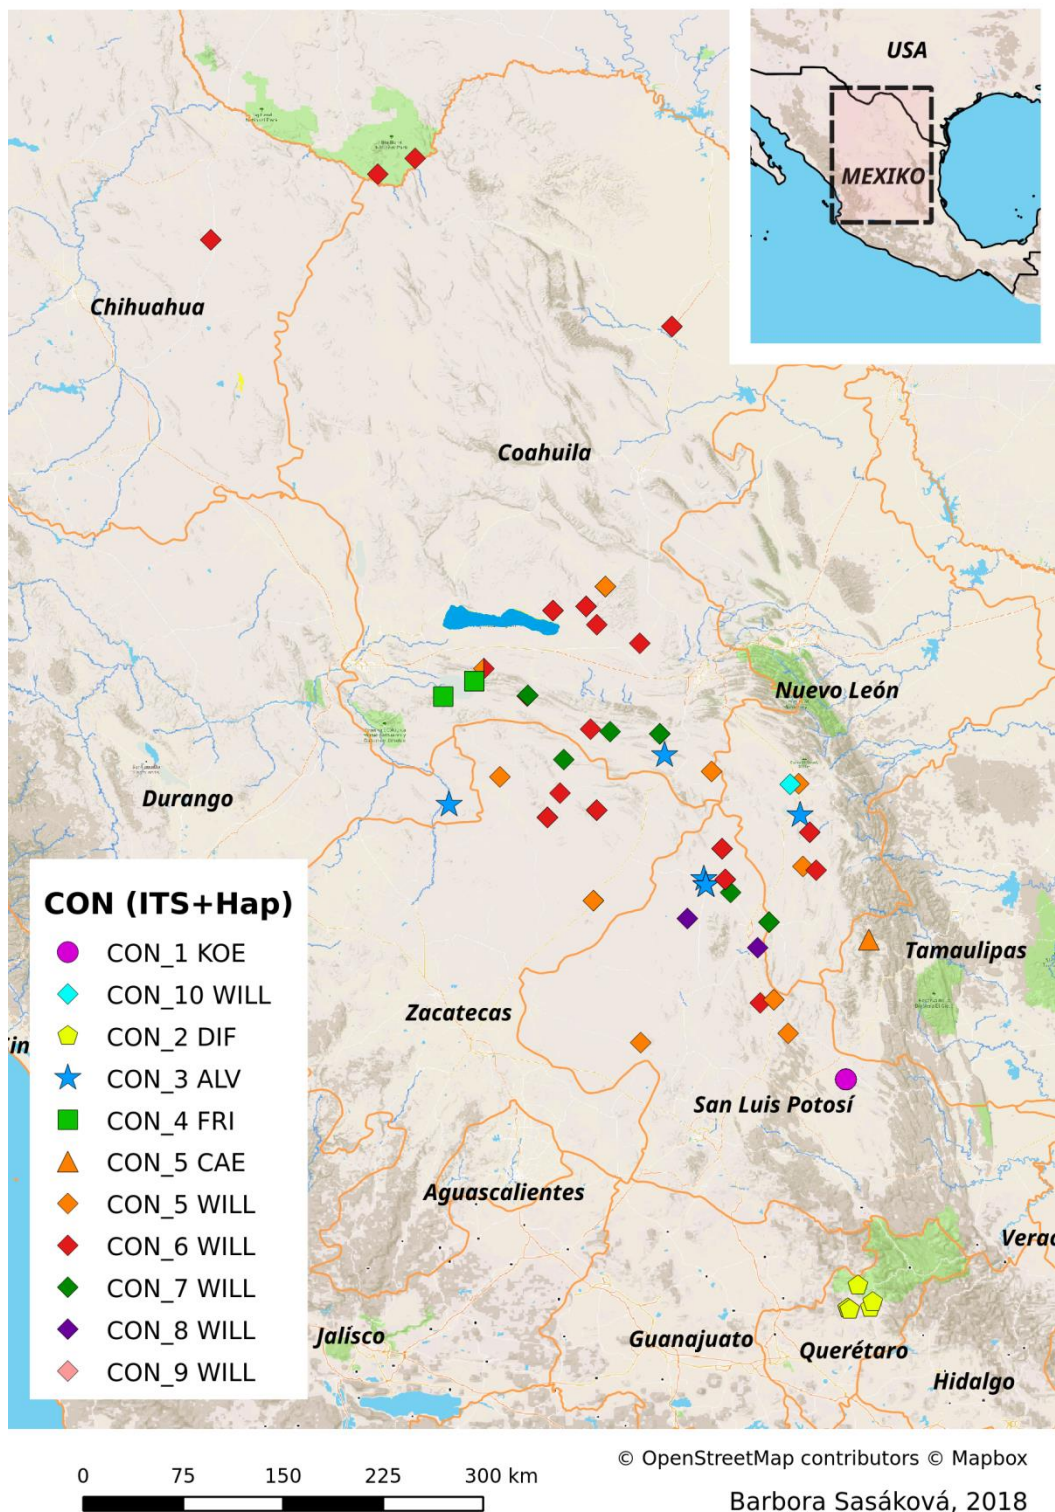 USA
MEXIKO
Chihuahua
Coahuila
Nuevo León
Durango
Tamaulipas
Zacatecas
San Luis Potosí
Aguascalientes
Jalisco
Guanajuato
Querétaro
Hidalgo
CON (ITS+Hap)
CON_1 KOE
CON_10 WILL
CON_2 DIF
CON_3 ALV
CON_4 FRI
CON_5 CAE
CON_5 WILL
CON_6 WILL
CON_7 WILL
CON_8 WILL
CON_9 WILL
0 75 150 225 300 km
© OpenStreetMap contributors © Mapbox
Barbora Sasáková, 2018